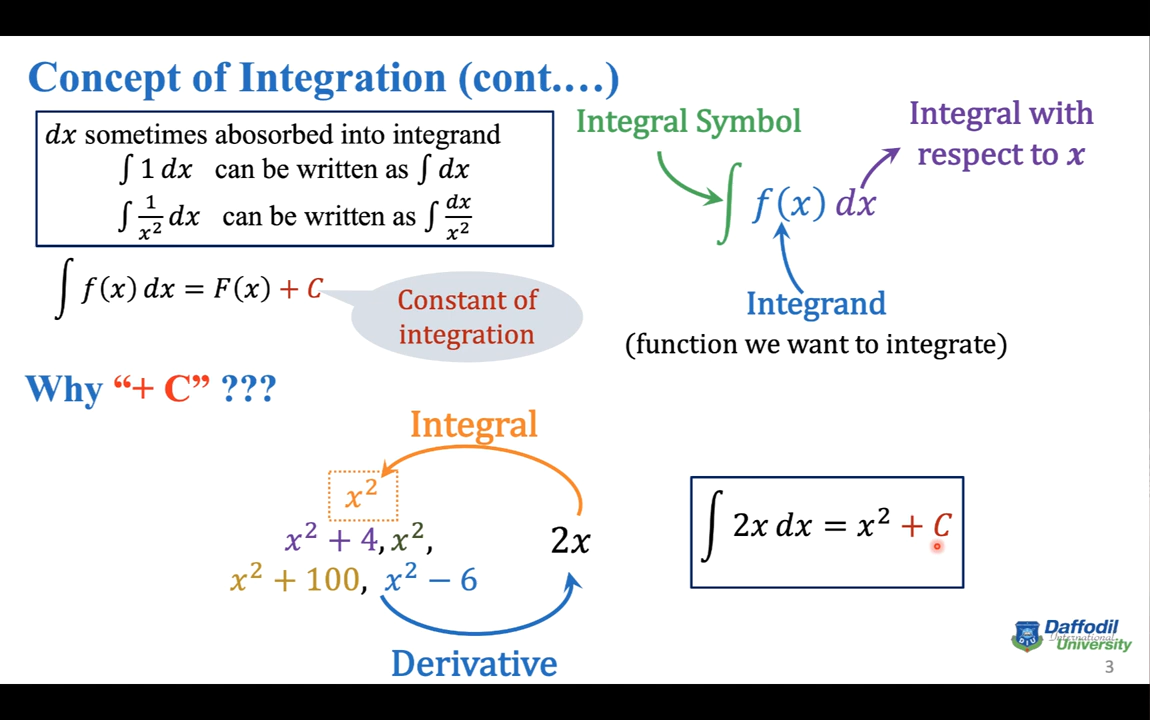 Concept of Integration (cont.…)
dx sometimes abosorbed into integrand
∫ 1 dx can be written as ∫ dx
∫ 1/x² dx can be written as ∫ dx/x²
∫ f(x) dx = F(x) + C
Constant of
integration
Integral Symbol
Integral with
respect to x
∫ f(x) dx
Integrand
(function we want to integrate)
Why “+ C” ???
Integral
x²
x² + 4, x²,
x² + 100, x² − 6
2x
Derivative
∫ 2x dx = x² + C
Daffodil
International
University
3